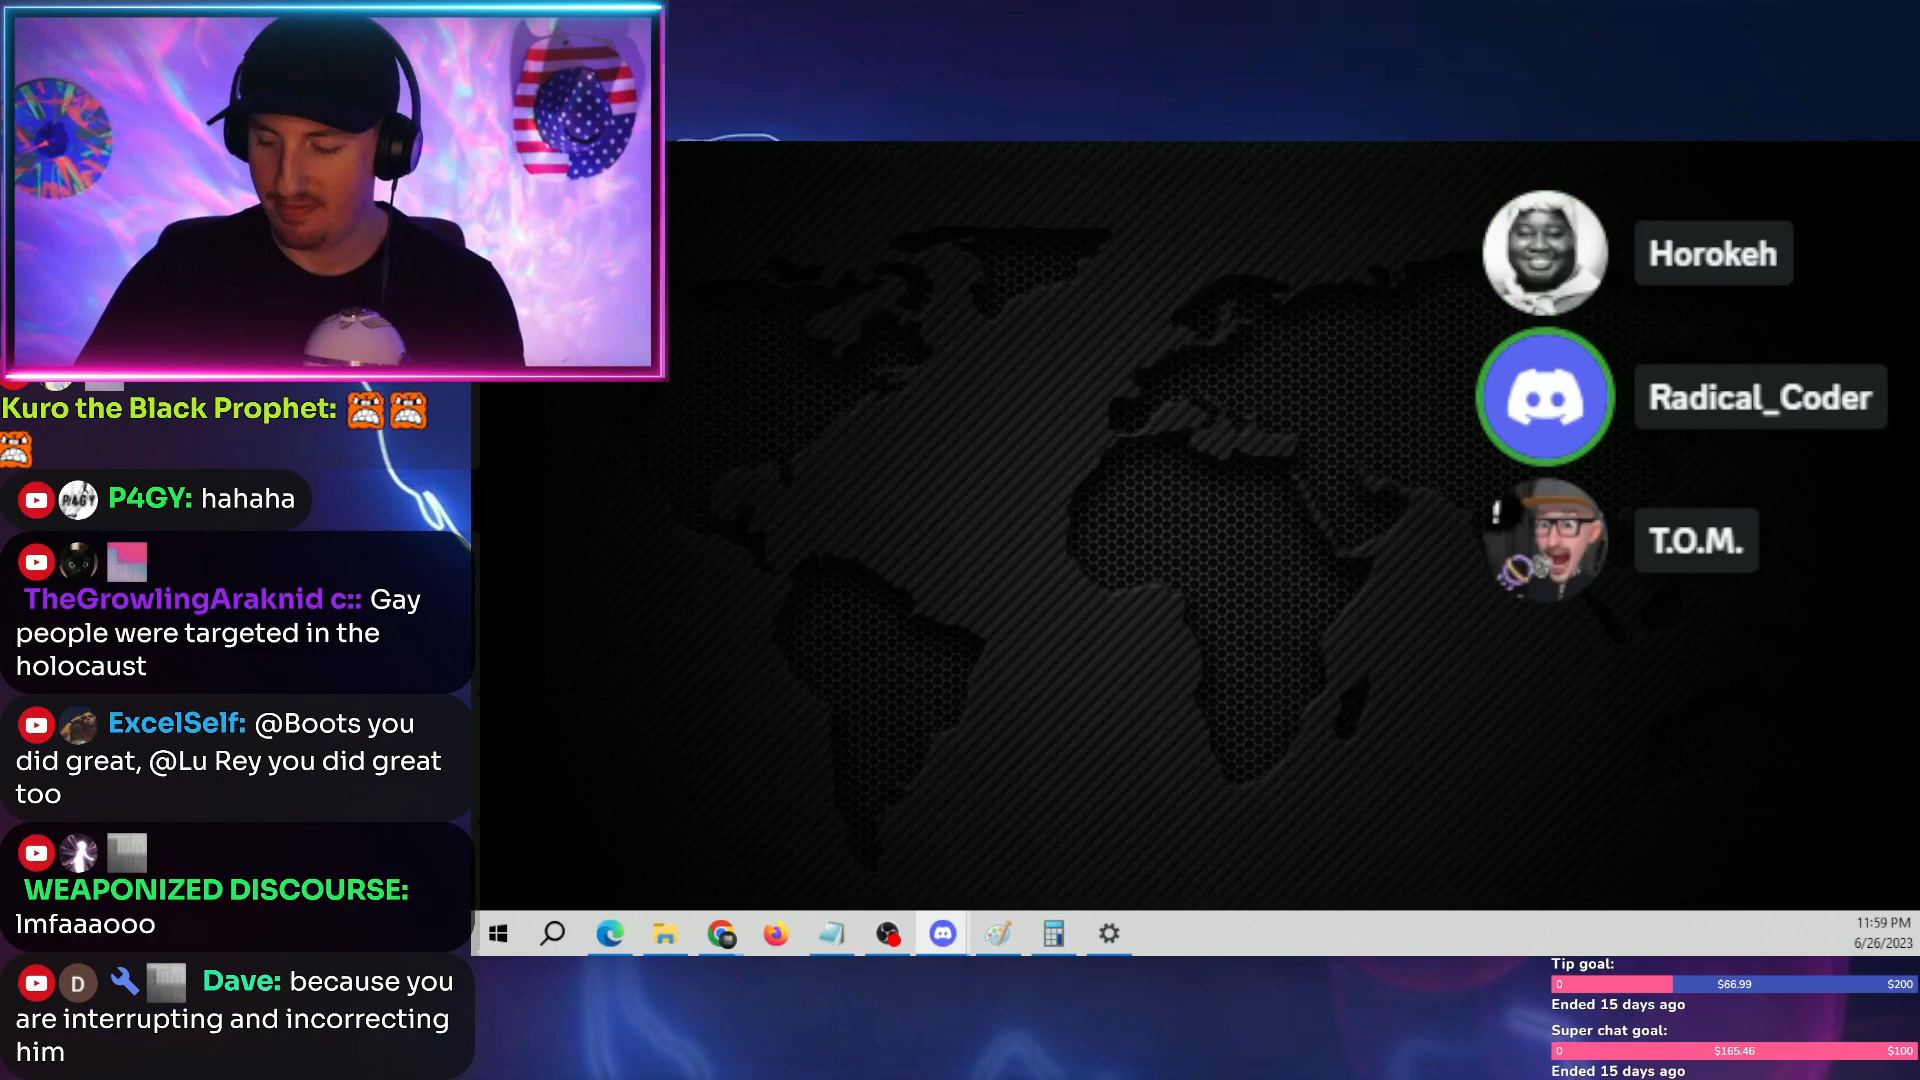 Horokeh
Radical_Coder
!
T.O.M.
Kuro the Black Prophet:
P4GY
P4GY: hahaha
TheGrowlingAraknid c:: Gay
people were targeted in the
holocaust
ExcelSelf: @Boots you
did great, @Lu Rey you did great
too
WEAPONIZED DISCOURSE:
lmfaaaooo
D Dave: because you
are interrupting and incorrecting
him
11:59 PM
6/26/2023
Tip goal:
0 $66.99 $200
Ended 15 days ago
Super chat goal:
0 $165.46 $100
Ended 15 days ago